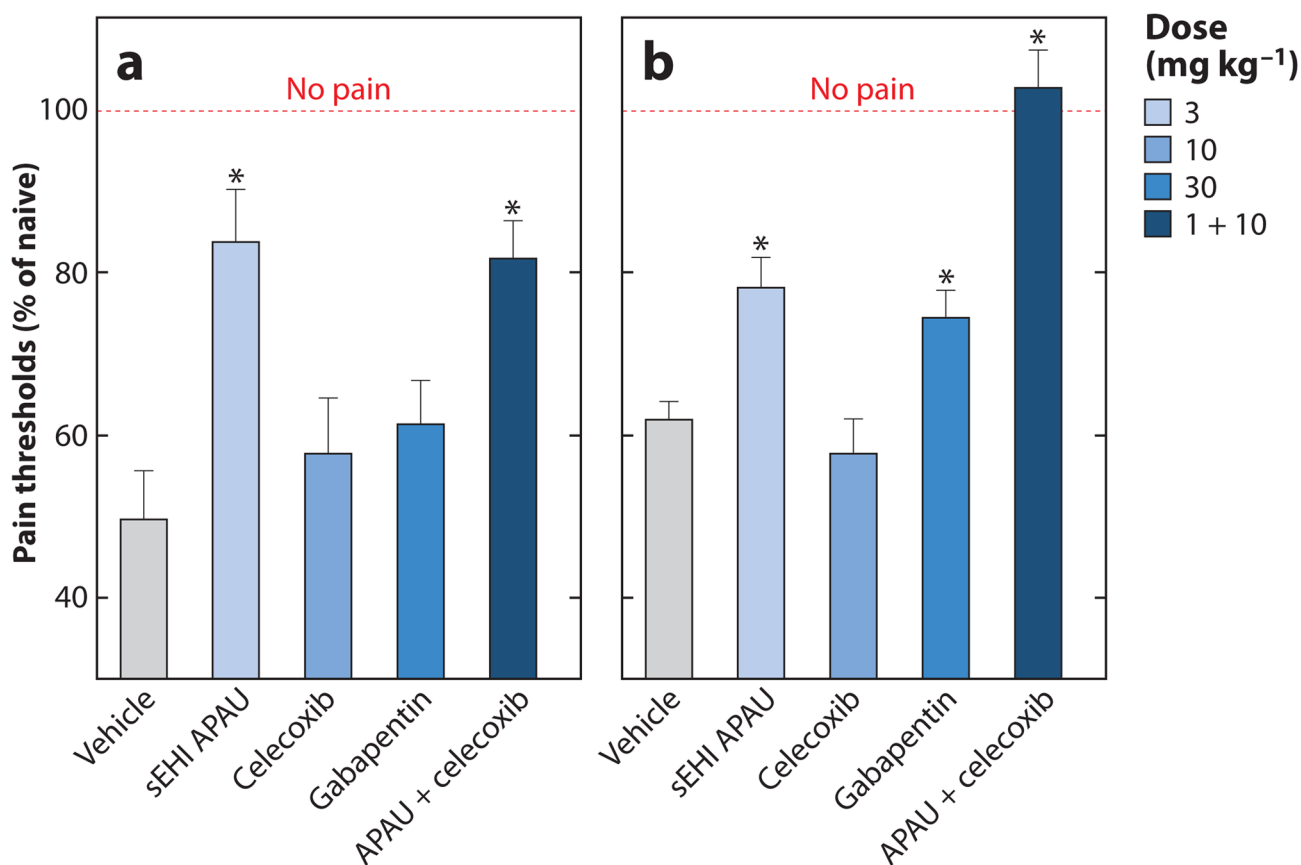 a
b
No pain
No pain
Pain thresholds (% of naive)
100
80
60
40
*
*
*
*
*
Vehicle
sEHI APAU
Celecoxib
Gabapentin
APAU + celecoxib
Vehicle
sEHI APAU
Celecoxib
Gabapentin
APAU + celecoxib
Dose
(mg kg⁻¹)
3
10
30
1 + 10